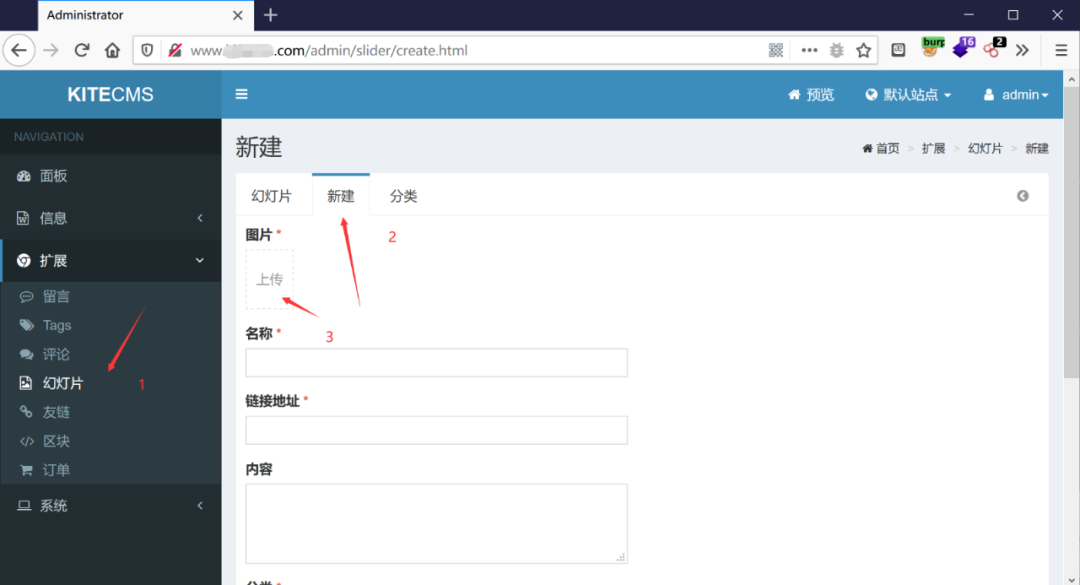 Administrator
www.
.com/admin/slider/create.html
burp
16
2
KITECMS
预览
默认站点
admin
NAVIGATION
新建
首页 > 扩展 > 幻灯片 > 新建
面板
幻灯片
新建
分类
信息
图片 *
2
扩展
上传
留言
3
Tags
名称 *
评论
幻灯片
1
链接地址 *
友链
区块
内容
订单
系统
分类 *